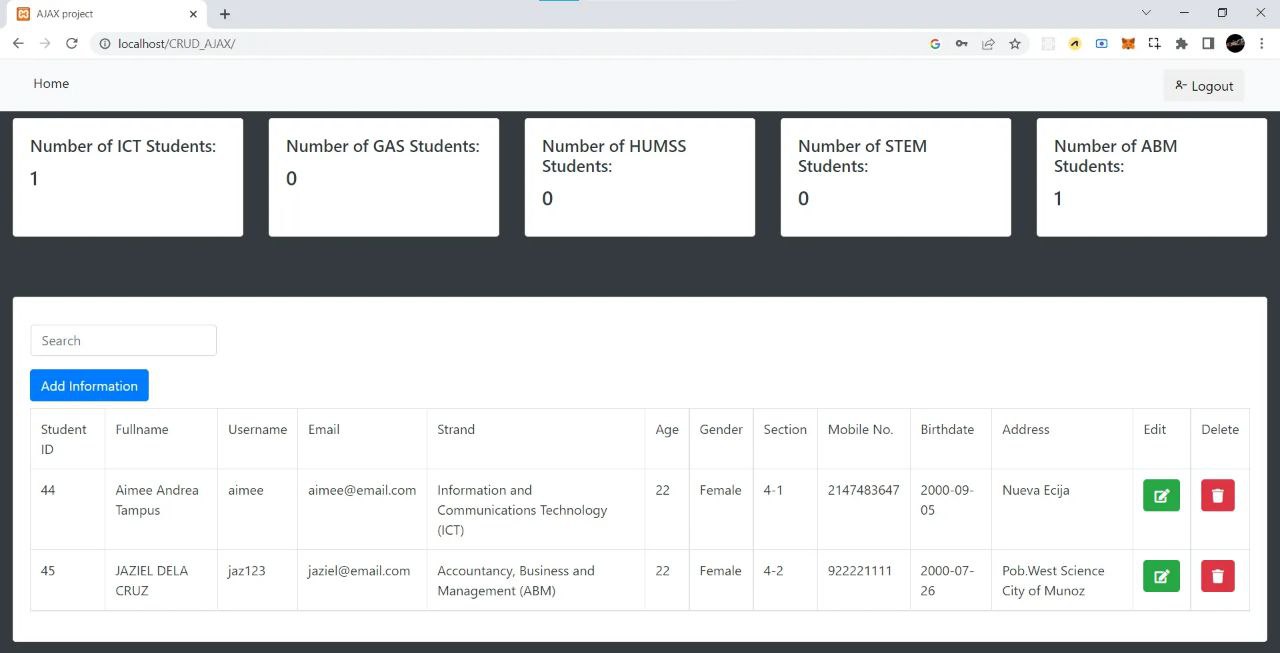 AJAX project
localhost/CRUD_AJAX/
Home
Logout
Number of ICT Students:
1
Number of GAS Students:
0
Number of HUMSS
Students:
0
Number of STEM
Students:
0
Number of ABM
Students:
1
Search
Add Information
Student
ID
Fullname
Username
Email
Strand
Age
Gender
Section
Mobile No.
Birthdate
Address
Edit
Delete
44
Aimee Andrea
Tampus
aimee
aimee@email.com
Information and
Communications Technology
(ICT)
22
Female
4-1
2147483647
2000-09-
05
Nueva Ecija
45
JAZIEL DELA
CRUZ
jaz123
jaziel@email.com
Accountancy, Business and
Management (ABM)
22
Female
4-2
922221111
2000-07-
26
Pob.West Science
City of Munoz